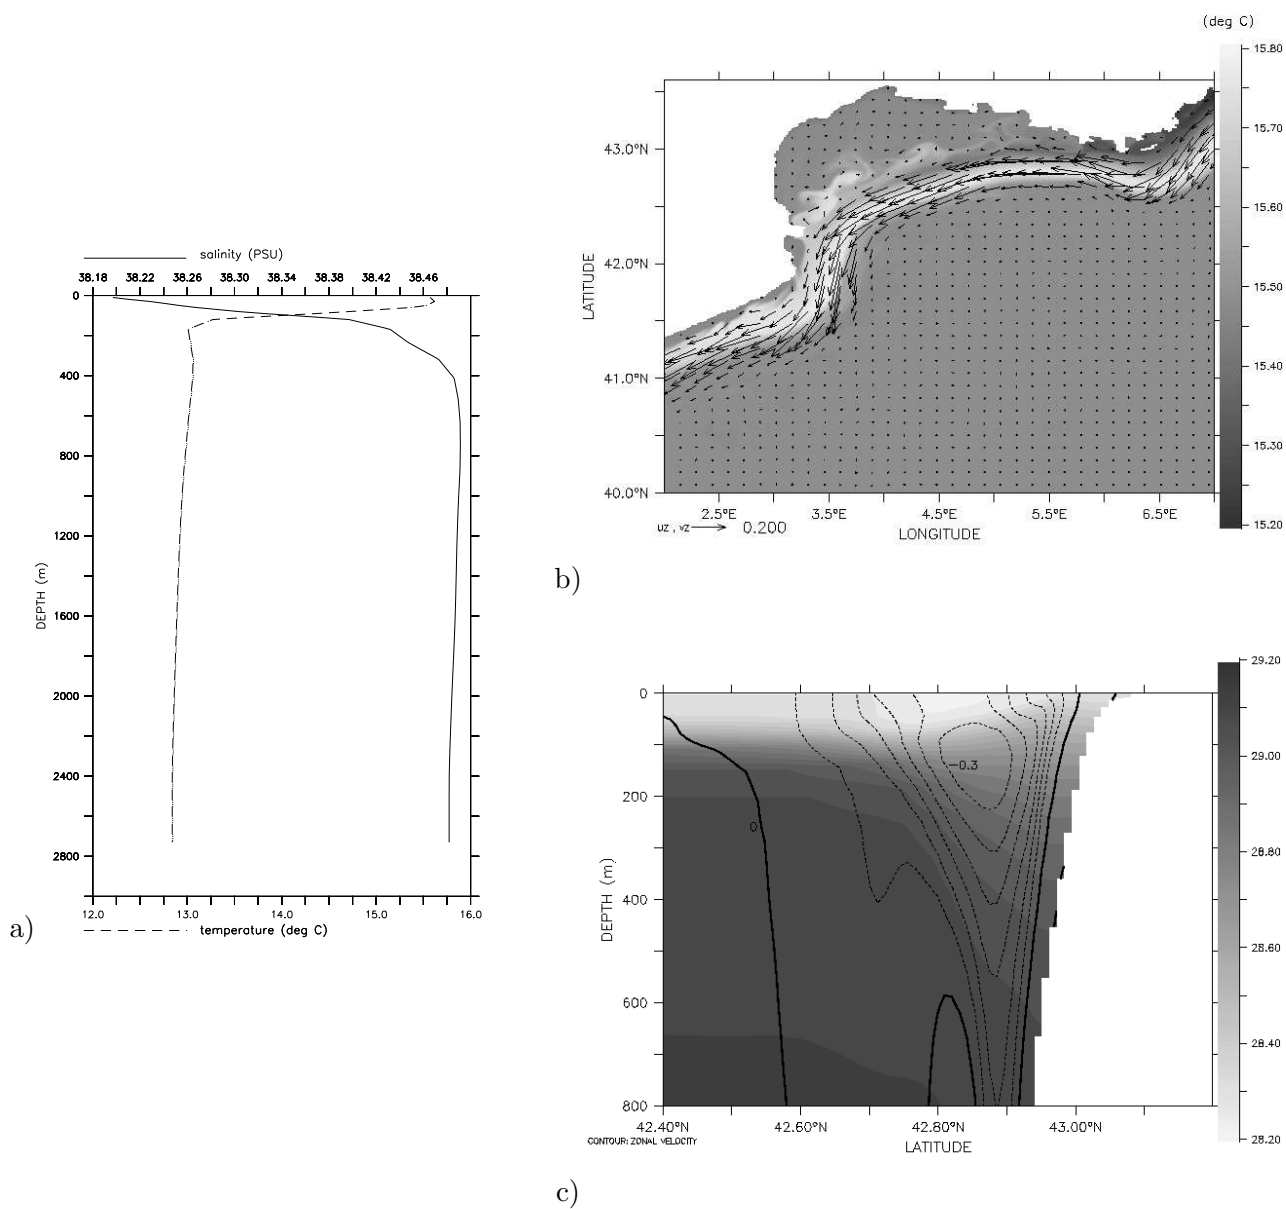 salinity (PSU)
38.18 38.22 38.26 38.30 38.34 38.38 38.42 38.46
0
400
800
1200
1600
2000
2400
2800
DEPTH (m)
12.0 13.0 14.0 15.0 16.0
temperature (deg C)
a)
(deg C)
15.80
15.70
15.60
15.50
15.40
15.30
15.20
43.0°N
42.0°N
41.0°N
40.0°N
LATITUDE
2.5°E 3.5°E 4.5°E 5.5°E 6.5°E
LONGITUDE
uz , vz 0.200
b)
29.20
29.00
28.80
28.60
28.40
28.20
0
200
400
600
800
DEPTH (m)
-0.3
0
42.40°N 42.60°N 42.80°N 43.00°N
LATITUDE
CONTOUR: ZONAL VELOCITY
c)